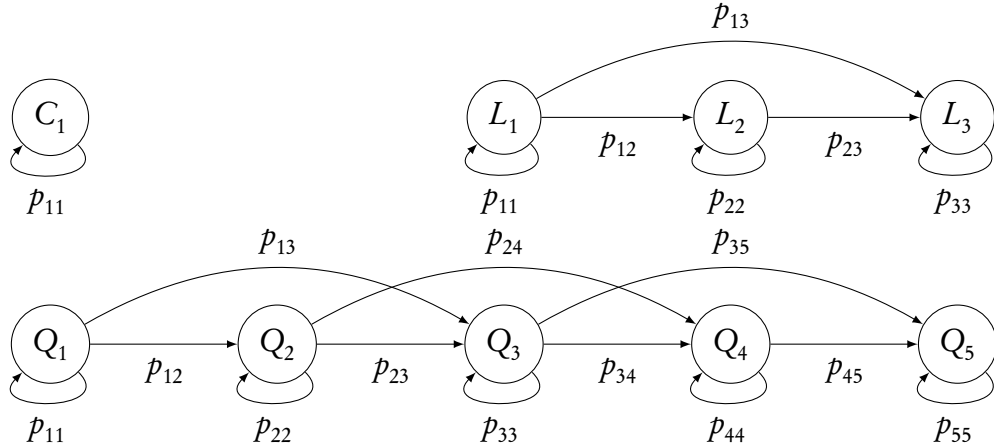 p₁₃
C₁ L₁ L₂ L₃
p₁₂ p₂₃
p₁₁ p₁₁ p₂₂ p₃₃
p₁₃ p₂₄ p₃₅
Q₁ Q₂ Q₃ Q₄ Q₅
p₁₂ p₂₃ p₃₄ p₄₅
p₁₁ p₂₂ p₃₃ p₄₄ p₅₅